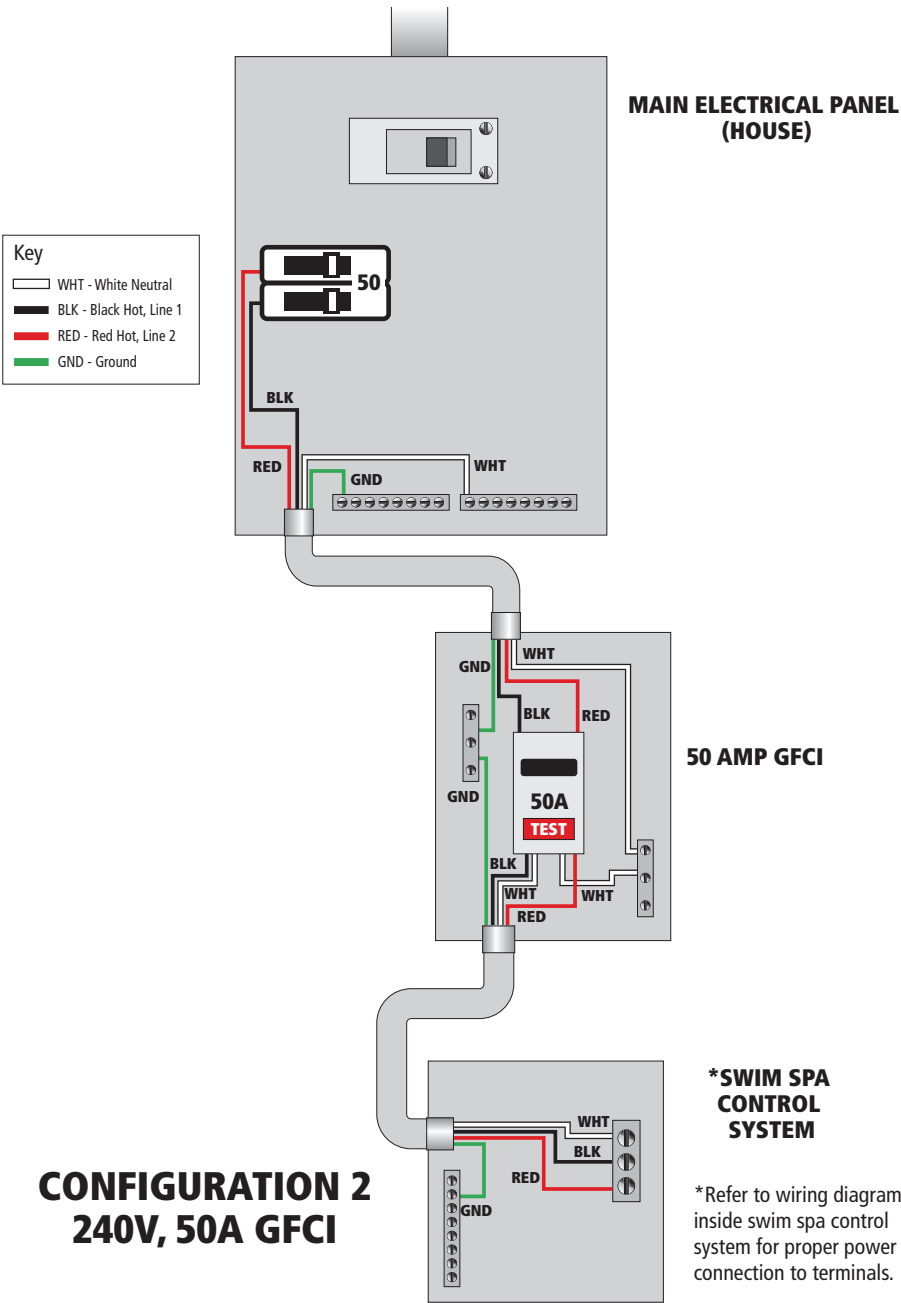 MAIN ELECTRICAL PANEL
(HOUSE)
Key
WHT - White Neutral
BLK - Black Hot, Line 1
RED - Red Hot, Line 2
GND - Ground
50
BLK
RED
GND
WHT
GND
WHT
BLK
RED
50 AMP GFCI
GND
50A
TEST
BLK
WHT
WHT
RED
*SWIM SPA
CONTROL
SYSTEM
WHT
BLK
RED
GND
CONFIGURATION 2
240V, 50A GFCI
*Refer to wiring diagram
inside swim spa control
system for proper power
connection to terminals.